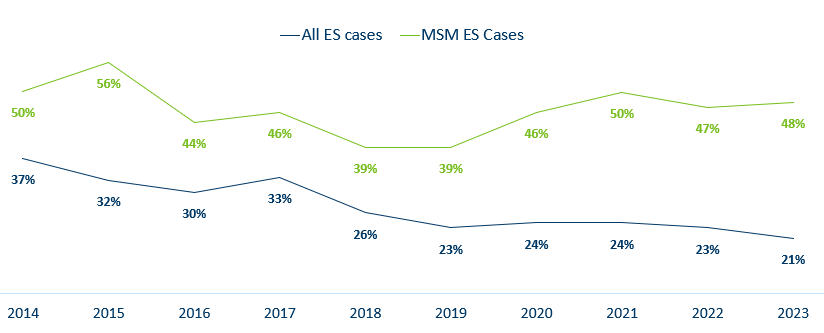 All ES cases MSM ES Cases
50% 56% 44% 46% 39% 39% 46% 50% 47% 48%
37% 32% 30% 33% 26% 23% 24% 24% 23% 21%
2014 2015 2016 2017 2018 2019 2020 2021 2022 2023